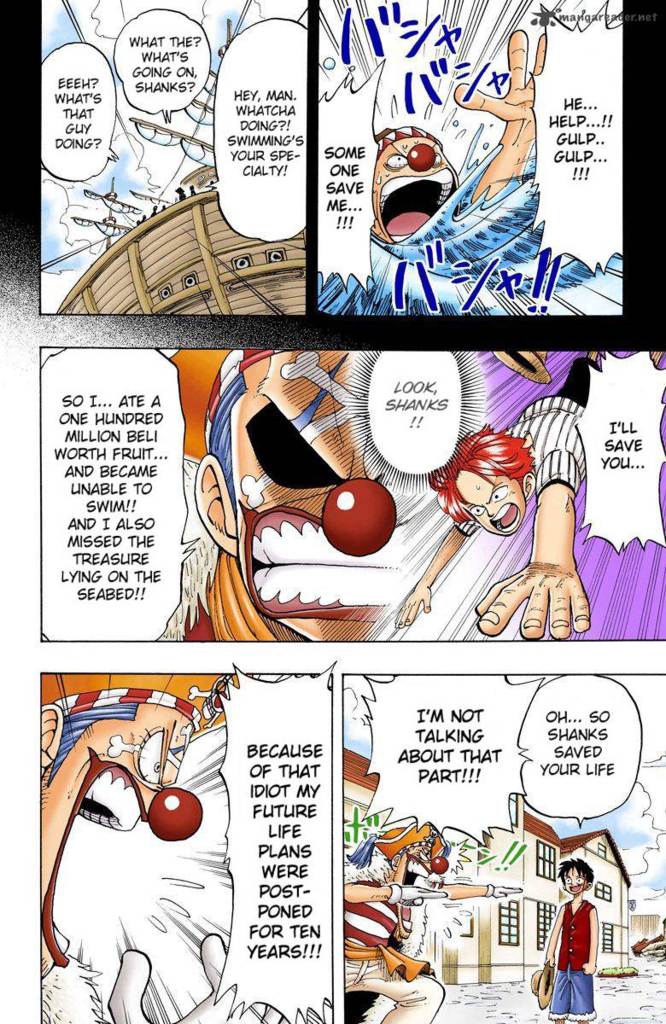 mangareader.net
バシャ
バシャ
HE...
HELP...!!
GULP..
GULP...
!!!
SOME
ONE
SAVE
ME...
!!!
バシャ!!
HEY, MAN.
WHATCHA
DOING?!
SWIMMING'S
YOUR SPE-
CIALTY!
WHAT THE?
WHAT'S
GOING ON,
SHANKS?
EEEH?
WHAT'S
THAT
GUY
DOING?
I'LL
SAVE
YOU...
LOOK,
SHANKS
!!
SO I... ATE A
ONE HUNDRED
MILLION BELI
WORTH FRUIT...
...AND BECAME
UNABLE TO
SWIM!!
AND I ALSO
MISSED THE
TREASURE
LYING ON THE
SEABED!!
OH... SO
SHANKS
SAVED
YOUR LIFE
I'M NOT
TALKING
ABOUT THAT
PART!!!
BECAUSE
OF THAT
IDIOT MY
FUTURE
LIFE
PLANS
WERE
POST-
PONED
FOR TEN
YEARS!!!